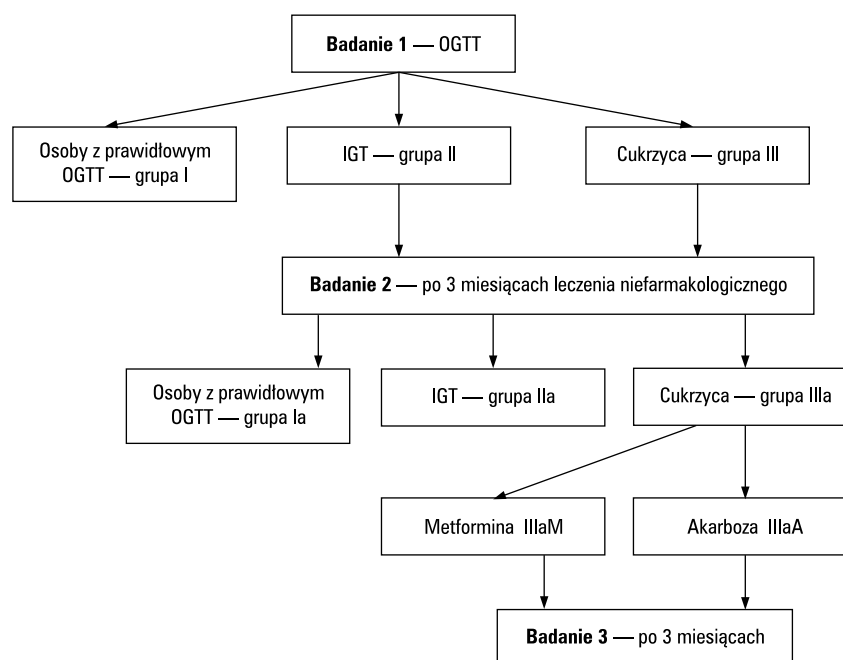 Badanie 1 — OGTT
Osoby z prawidłowym
OGTT — grupa I
IGT — grupa II
Cukrzyca — grupa III
Badanie 2 — po 3 miesiącach leczenia niefarmakologicznego
Osoby z prawidłowym
OGTT — grupa Ia
IGT — grupa IIa
Cukrzyca — grupa IIIa
Metformina IIIaM
Akarboza IIIaA
Badanie 3 — po 3 miesiącach